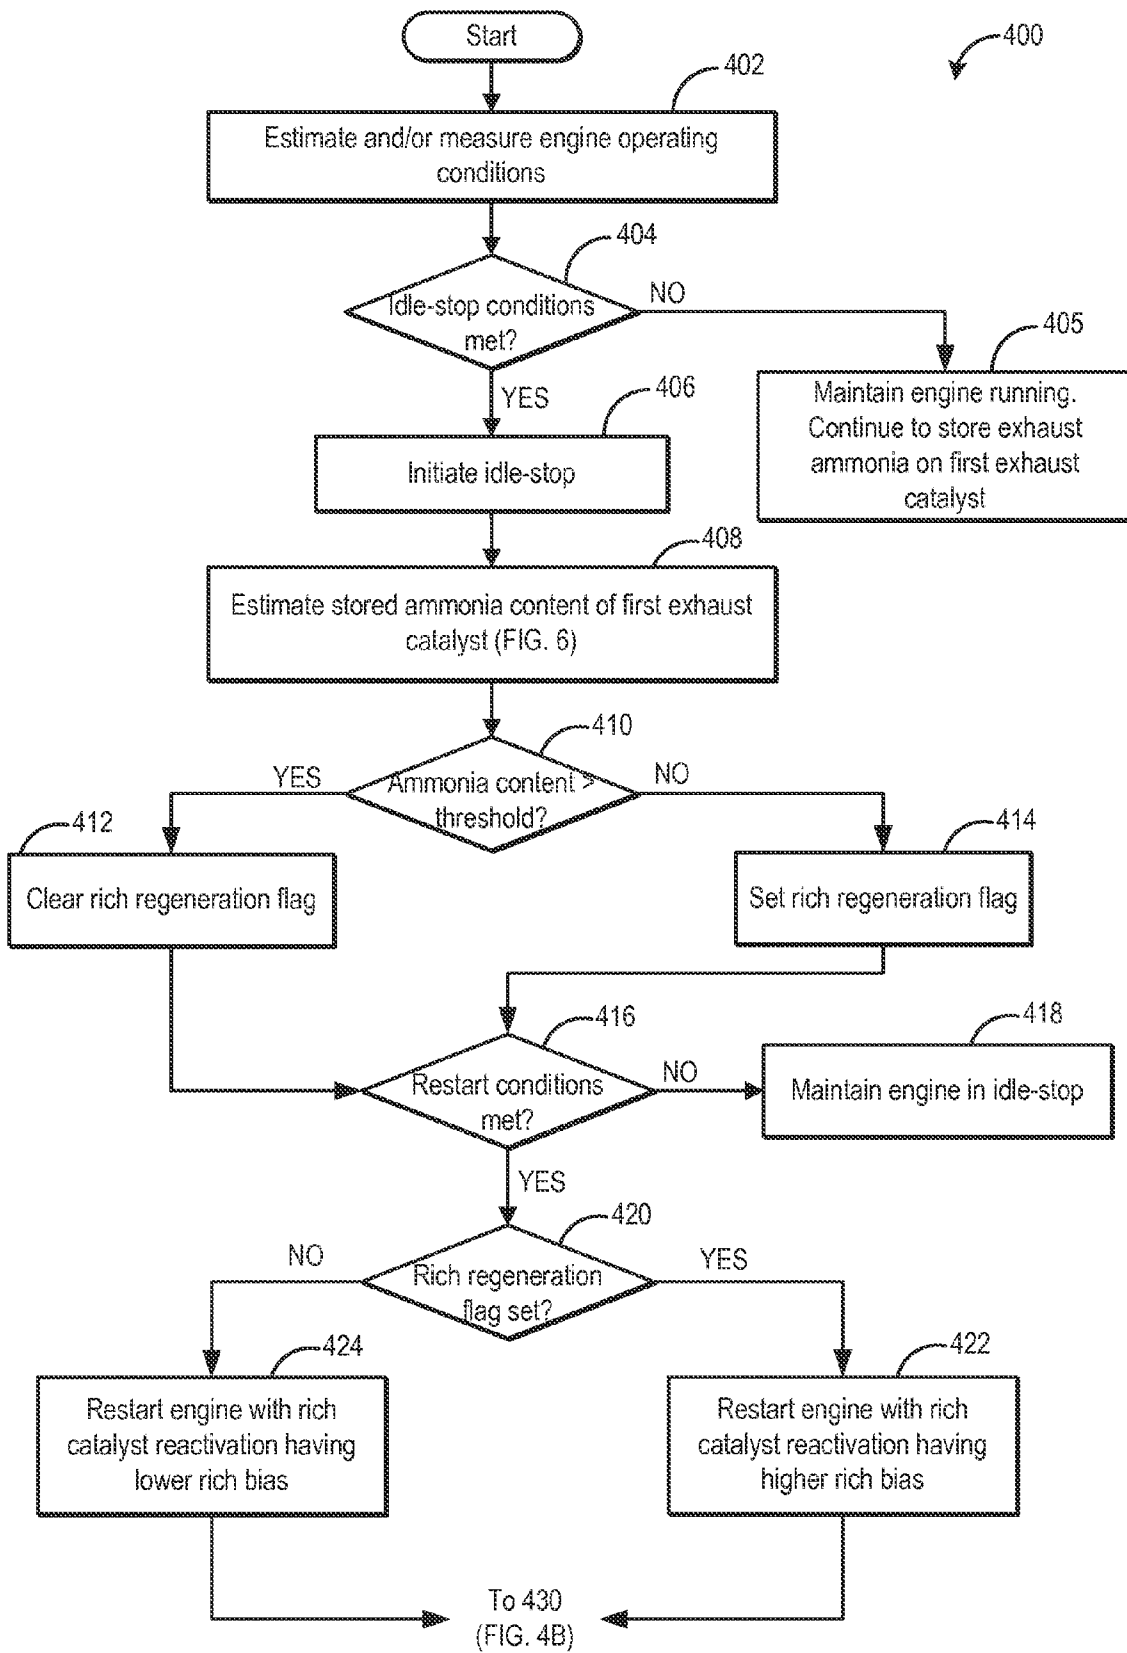 Start
400
402
Estimate and/or measure engine operating
conditions
404
Idle-stop conditions
met?
NO
YES
405
Maintain engine running.
Continue to store exhaust
ammonia on first exhaust
catalyst
406
Initiate idle-stop
408
Estimate stored ammonia content of first exhaust
catalyst (FIG. 6)
410
Ammonia content >
threshold?
YES
NO
412
Clear rich regeneration flag
414
Set rich regeneration flag
416
Restart conditions
met?
NO
YES
418
Maintain engine in idle-stop
420
Rich regeneration
flag set?
NO
YES
424
Restart engine with rich
catalyst reactivation having
lower rich bias
422
Restart engine with rich
catalyst reactivation having
higher rich bias
To 430
(FIG. 4B)